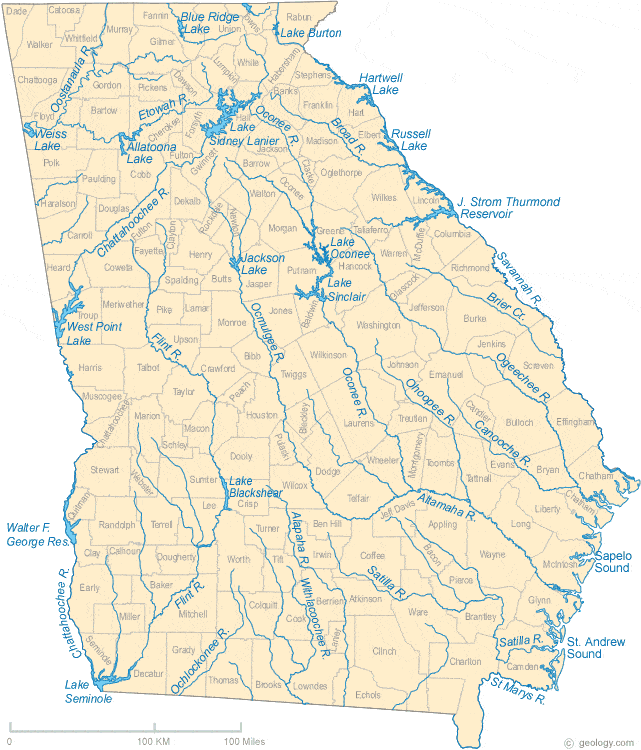 Dade
Catoosa
Fannin
Towns
Rabun
Murray
Blue Ridge
Lake
Union
Lake Burton
Walker
Whitfield
Gilmer
White
Habersham
Lumpkin
Stephens
Dawson
Hartwell
Lake
Chattooga
Oostanaula R.
Gordon
Pickens
Banks
Franklin
Hart
Floyd
Bartow
Etowah R.
Cherokee
Forsyth
Hall
Lake
Sidney Lanier
Oconee R.
Broad R.
Elbert
Russell
Lake
Weiss
Lake
Allatoona
Lake
Jackson
Madison
Polk
Cobb
Fulton
Gwinnett
Barrow
Clarke
Oglethorpe
Paulding
Walton
Oconee
Wilkes
Lincoln
J. Strom Thurmond
Reservoir
Haralson
Douglas
Dekalb
Rockdale
Newton
Morgan
Greene
Taliaferro
McDuffie
Columbia
Carroll
Chattahoochee R.
Fulton
Clayton
Fayette
Henry
Lake
Oconee
Warren
Richmond
Savannah R.
Heard
Coweta
Spalding
Butts
Jackson
Lake
Jasper
Putnam
Hancock
Glascock
Lake
Sinclair
Brier Cr.
Troup
Meriwether
Pike
Lamar
Monroe
Jones
Baldwin
Jefferson
Burke
West Point
Lake
Upson
Ocmulgee R.
Washington
Jenkins
Flint R.
Bibb
Wilkinson
Screven
Harris
Talbot
Crawford
Twiggs
Oconee R.
Johnson
Emanuel
Ogeechee R.
Muscogee
Taylor
Peach
Houston
Ohoopee R.
Candler
Bulloch
Effingham
Chattahoochee
Marion
Macon
Bleckley
Laurens
Treutlen
Canooche R.
Schley
Pulaski
Montgomery
Stewart
Webster
Sumter
Dooly
Dodge
Wheeler
Toombs
Evans
Bryan
Chatham
Lake
Blackshear
Wilcox
Tattnall
Quitman
Lee
Crisp
Telfair
Altamaha R.
Chatham
Walter F.
George Res.
Randolph
Terrell
Turner
Alapaha R.
Ben Hill
Jeff Davis
Appling
Long
Liberty
Clay
Calhoun
Dougherty
Worth
Tift
Irwin
Coffee
Bacon
Wayne
McIntosh
Sapelo
Sound
Chattahoochee R.
Early
Baker
Flint R.
Withlacoochee R.
Satilla R.
Pierce
Miller
Mitchell
Colquitt
Cook
Berrien
Atkinson
Ware
Brantley
Glynn
Seminole
Grady
Ochlockonee R.
Lanier
Clinch
Satilla R.
St. Andrew
Sound
Lake
Seminole
Decatur
Thomas
Brooks
Lowndes
Echols
Charlton
Camden
St Marys R.
0
100 KM
100 Miles
© geology.com